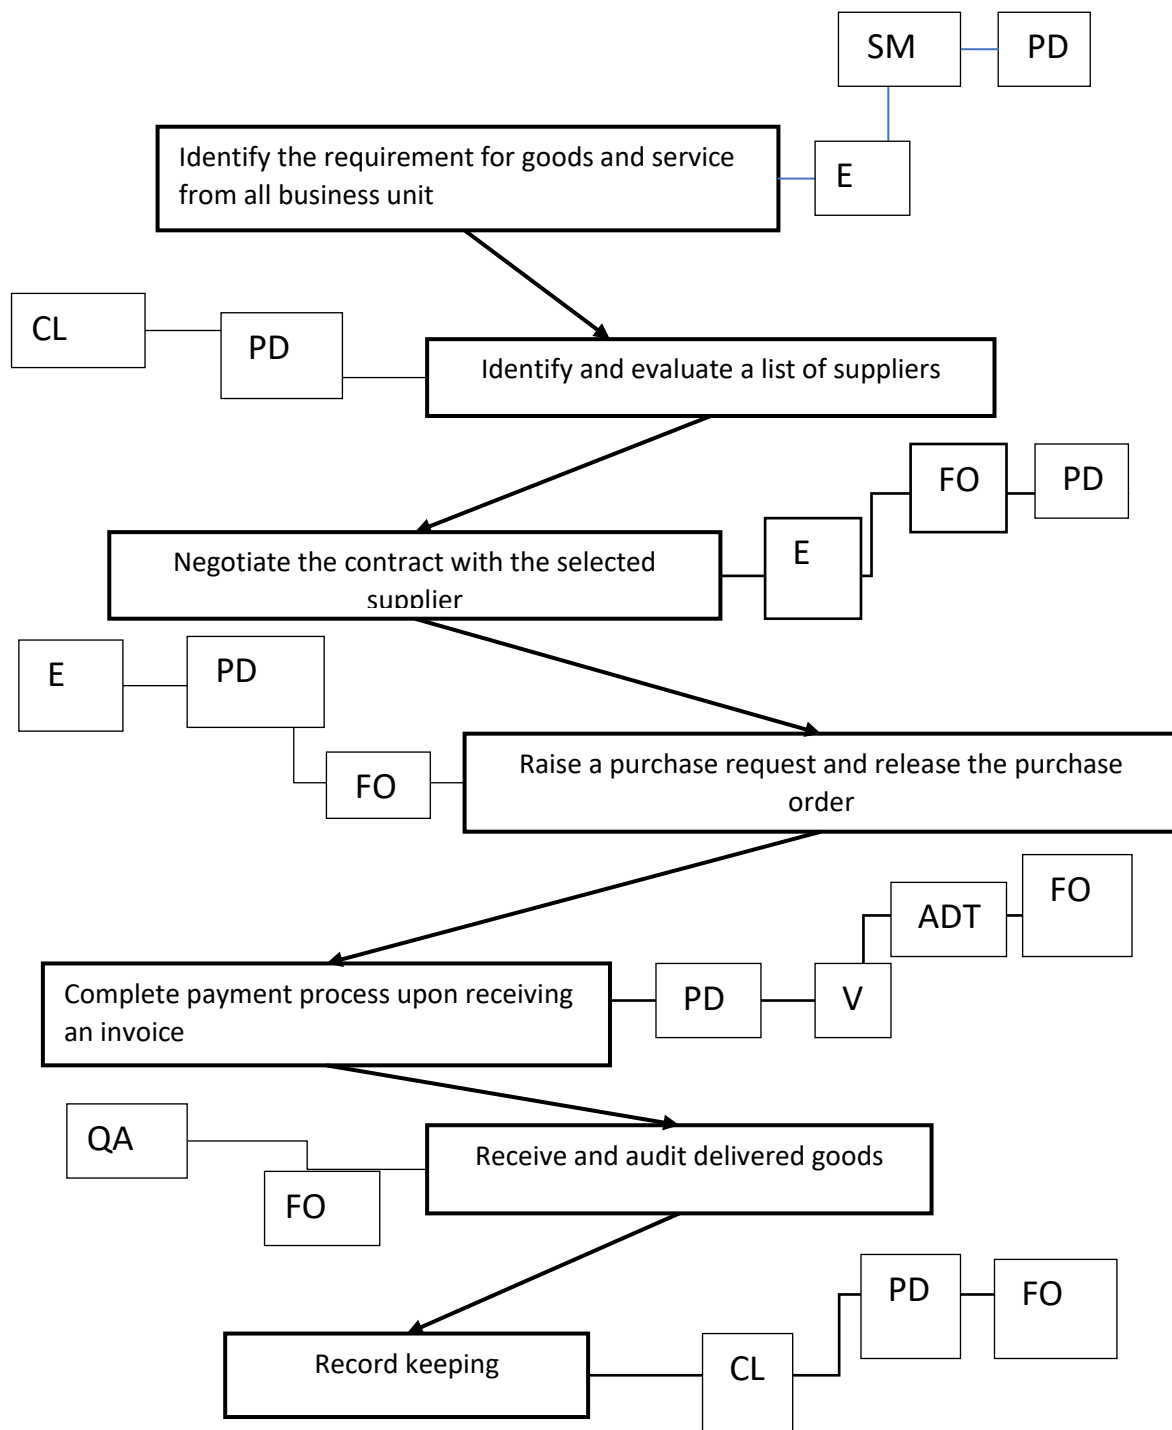 SM
PD
Identify the requirement for goods and service
from all business unit
E
CL
PD
Identify and evaluate a list of suppliers
FO
PD
Negotiate the contract with the selected
supplier
E
E
PD
FO
Raise a purchase request and release the purchase
order
ADT
FO
Complete payment process upon receiving
an invoice
PD
V
QA
FO
Receive and audit delivered goods
PD
FO
Record keeping
CL